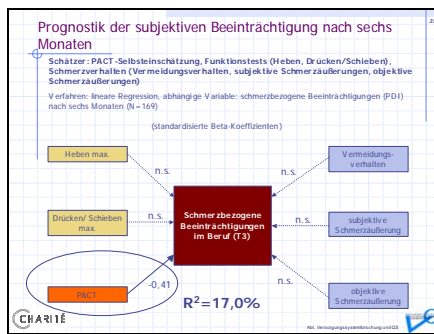 Prognostik der subjektiven Beeinträchtigung nach sechs
Monaten
Schätzer: PACT-Selbsteinschätzung, Funktionstests (Heben, Drücken/Schieben),
Schmerzverhalten (Vermeidungsverhalten, subjektive Schmerzäußerungen, objektive
Schmerzäußerungen)
Verfahren: lineare Regression, abhängige Variable: schmerzbezogene Beeinträchtigungen (PDI)
nach sechs Monaten (N=169)
(standardisierte Beta-Koeffizienten)
Heben max.
n.s.
n.s.
Vermeidungs-
verhalten
Drücken/ Schieben
max.
n.s.
Schmerzbezogene
Beeinträchtigungen
im Beruf (T3)
n.s.
subjektive
Schmerzäußerung
-0,41
n.s.
PACT
R²=17,0%
objektive
Schmerzäußerung
CHARITÉ
Abt. Versorgungssystemforschung und QS